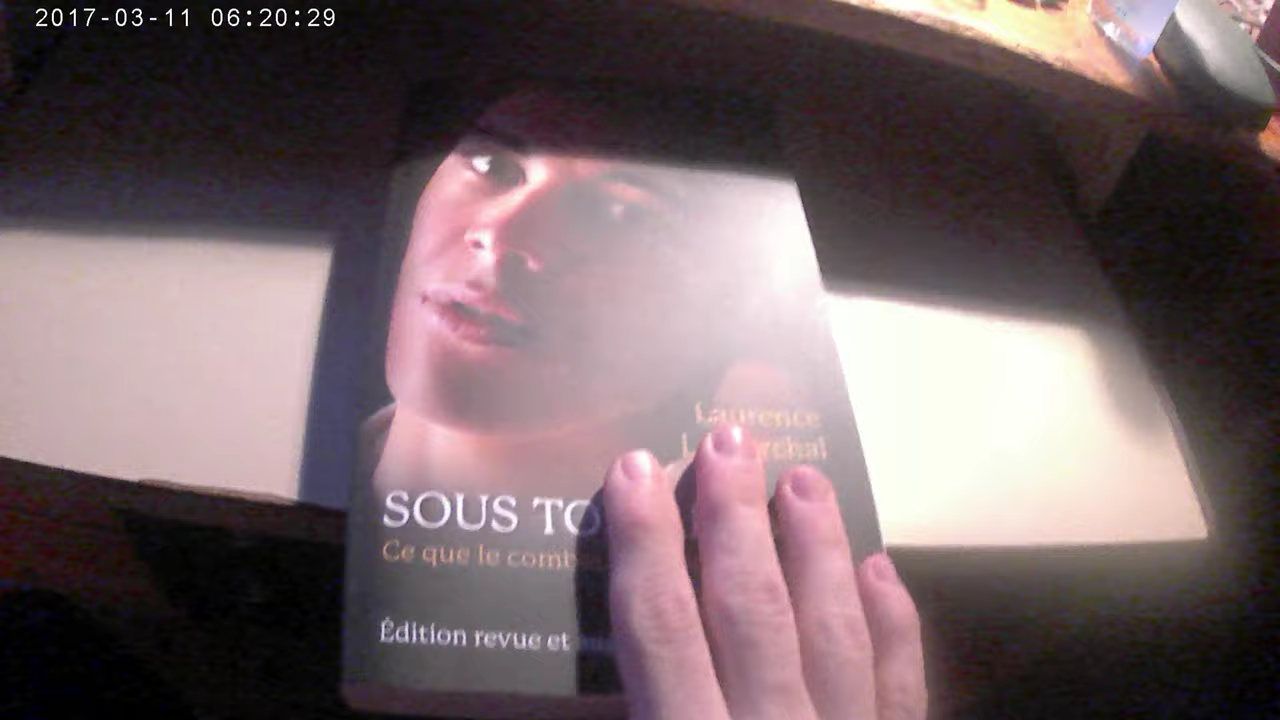 2017-03-11 06:20:29
Laurence
SOUS TO
Ce que le comb
Édition revue et